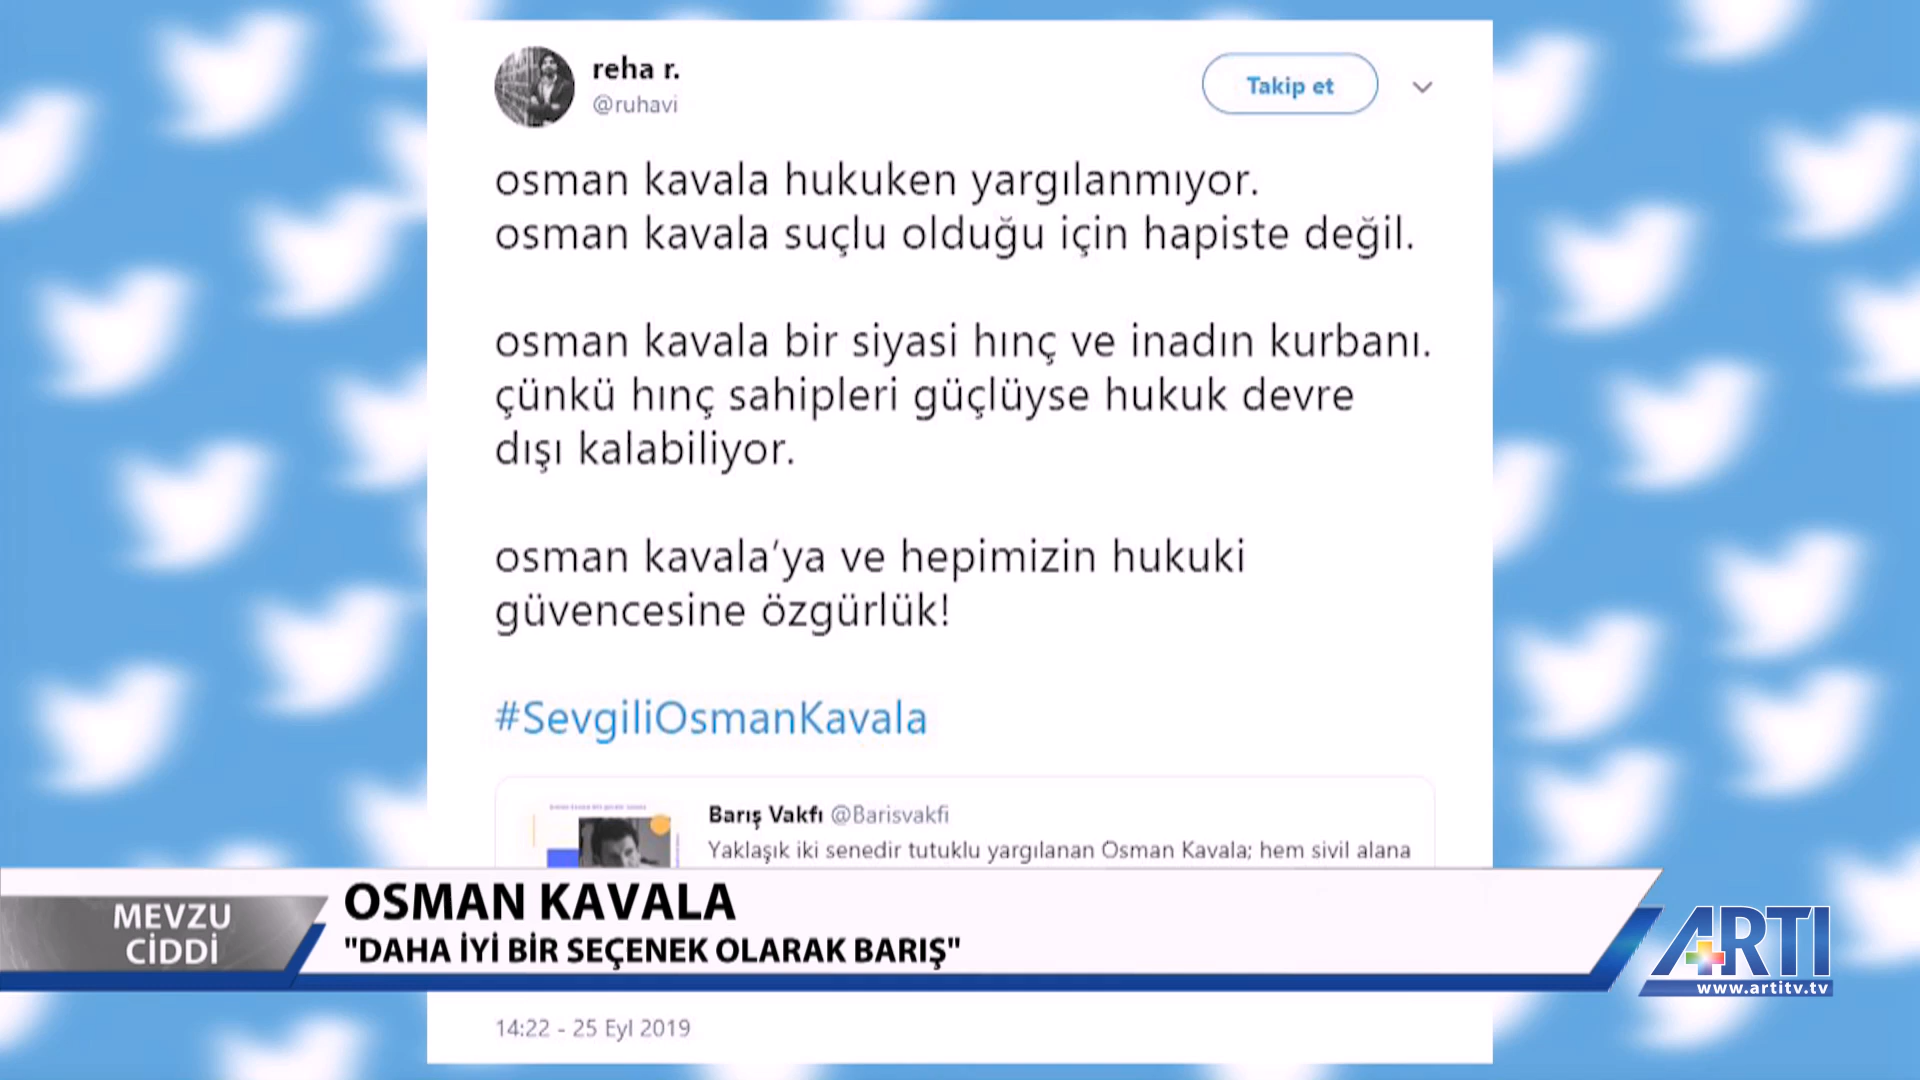 reha r.
@ruhavi
Takip et
osman kavala hukuken yargılanmıyor.
osman kavala suçlu olduğu için hapiste değil.
osman kavala bir siyasi hınç ve inadın kurbanı.
çünkü hınç sahipleri güçlüyse hukuk devre
dışı kalabiliyor.
osman kavala'ya ve hepimizin hukuki
güvencesine özgürlük!
#SevgiliOsmanKavala
Barış Vakfı @Barisvakfi
Yaklaşık iki senedir tutuklu yargılanan Osman Kavala; hem sivil alana
MEVZU
CİDDİ
OSMAN KAVALA
"DAHA İYİ BİR SEÇENEK OLARAK BARIŞ"
ARTI
www.artitv.tv
14:22 - 25 Eyl 2019